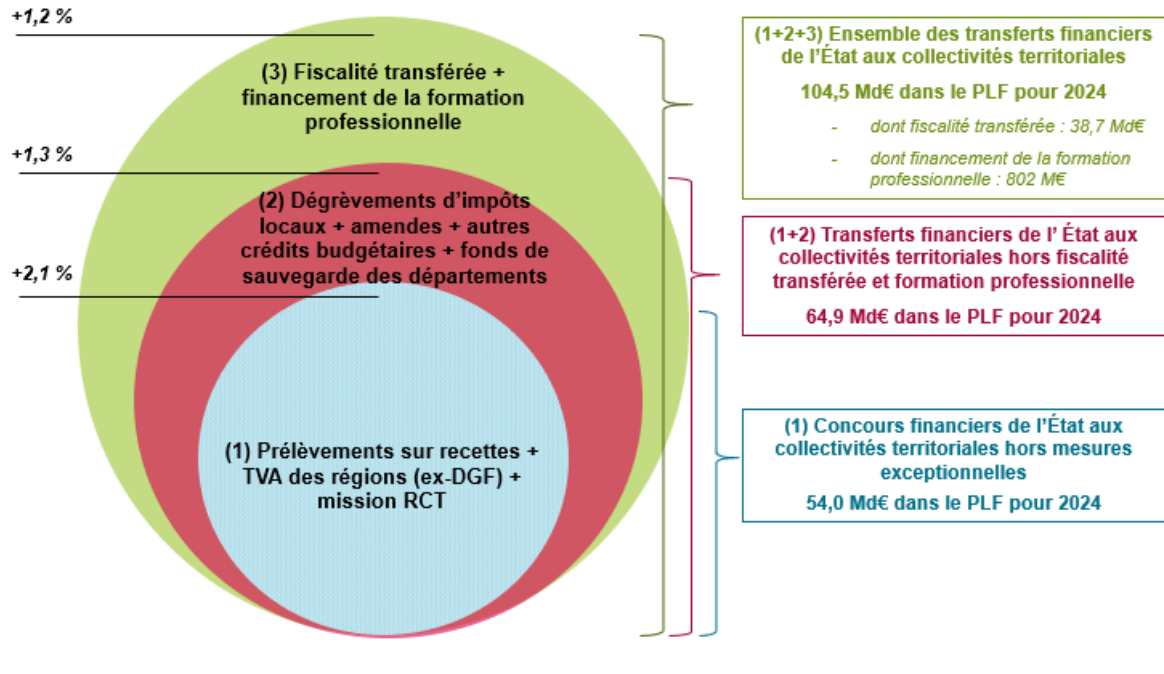 +1,2 %
(3) Fiscalité transférée +
financement de la formation
professionnelle
+1,3 %
(2) Dégrèvements d’impôts
locaux + amendes + autres
crédits budgétaires + fonds de
sauvegarde des départements
+2,1 %
(1) Prélèvements sur recettes +
TVA des régions (ex-DGF) +
mission RCT
(1+2+3) Ensemble des transferts financiers
de l’État aux collectivités territoriales
104,5 Md€ dans le PLF pour 2024
- dont fiscalité transférée : 38,7 Md€
- dont financement de la formation
professionnelle : 802 M€
(1+2) Transferts financiers de l’ État aux
collectivités territoriales hors fiscalité
transférée et formation professionnelle
64,9 Md€ dans le PLF pour 2024
(1) Concours financiers de l’État aux
collectivités territoriales hors mesures
exceptionnelles
54,0 Md€ dans le PLF pour 2024